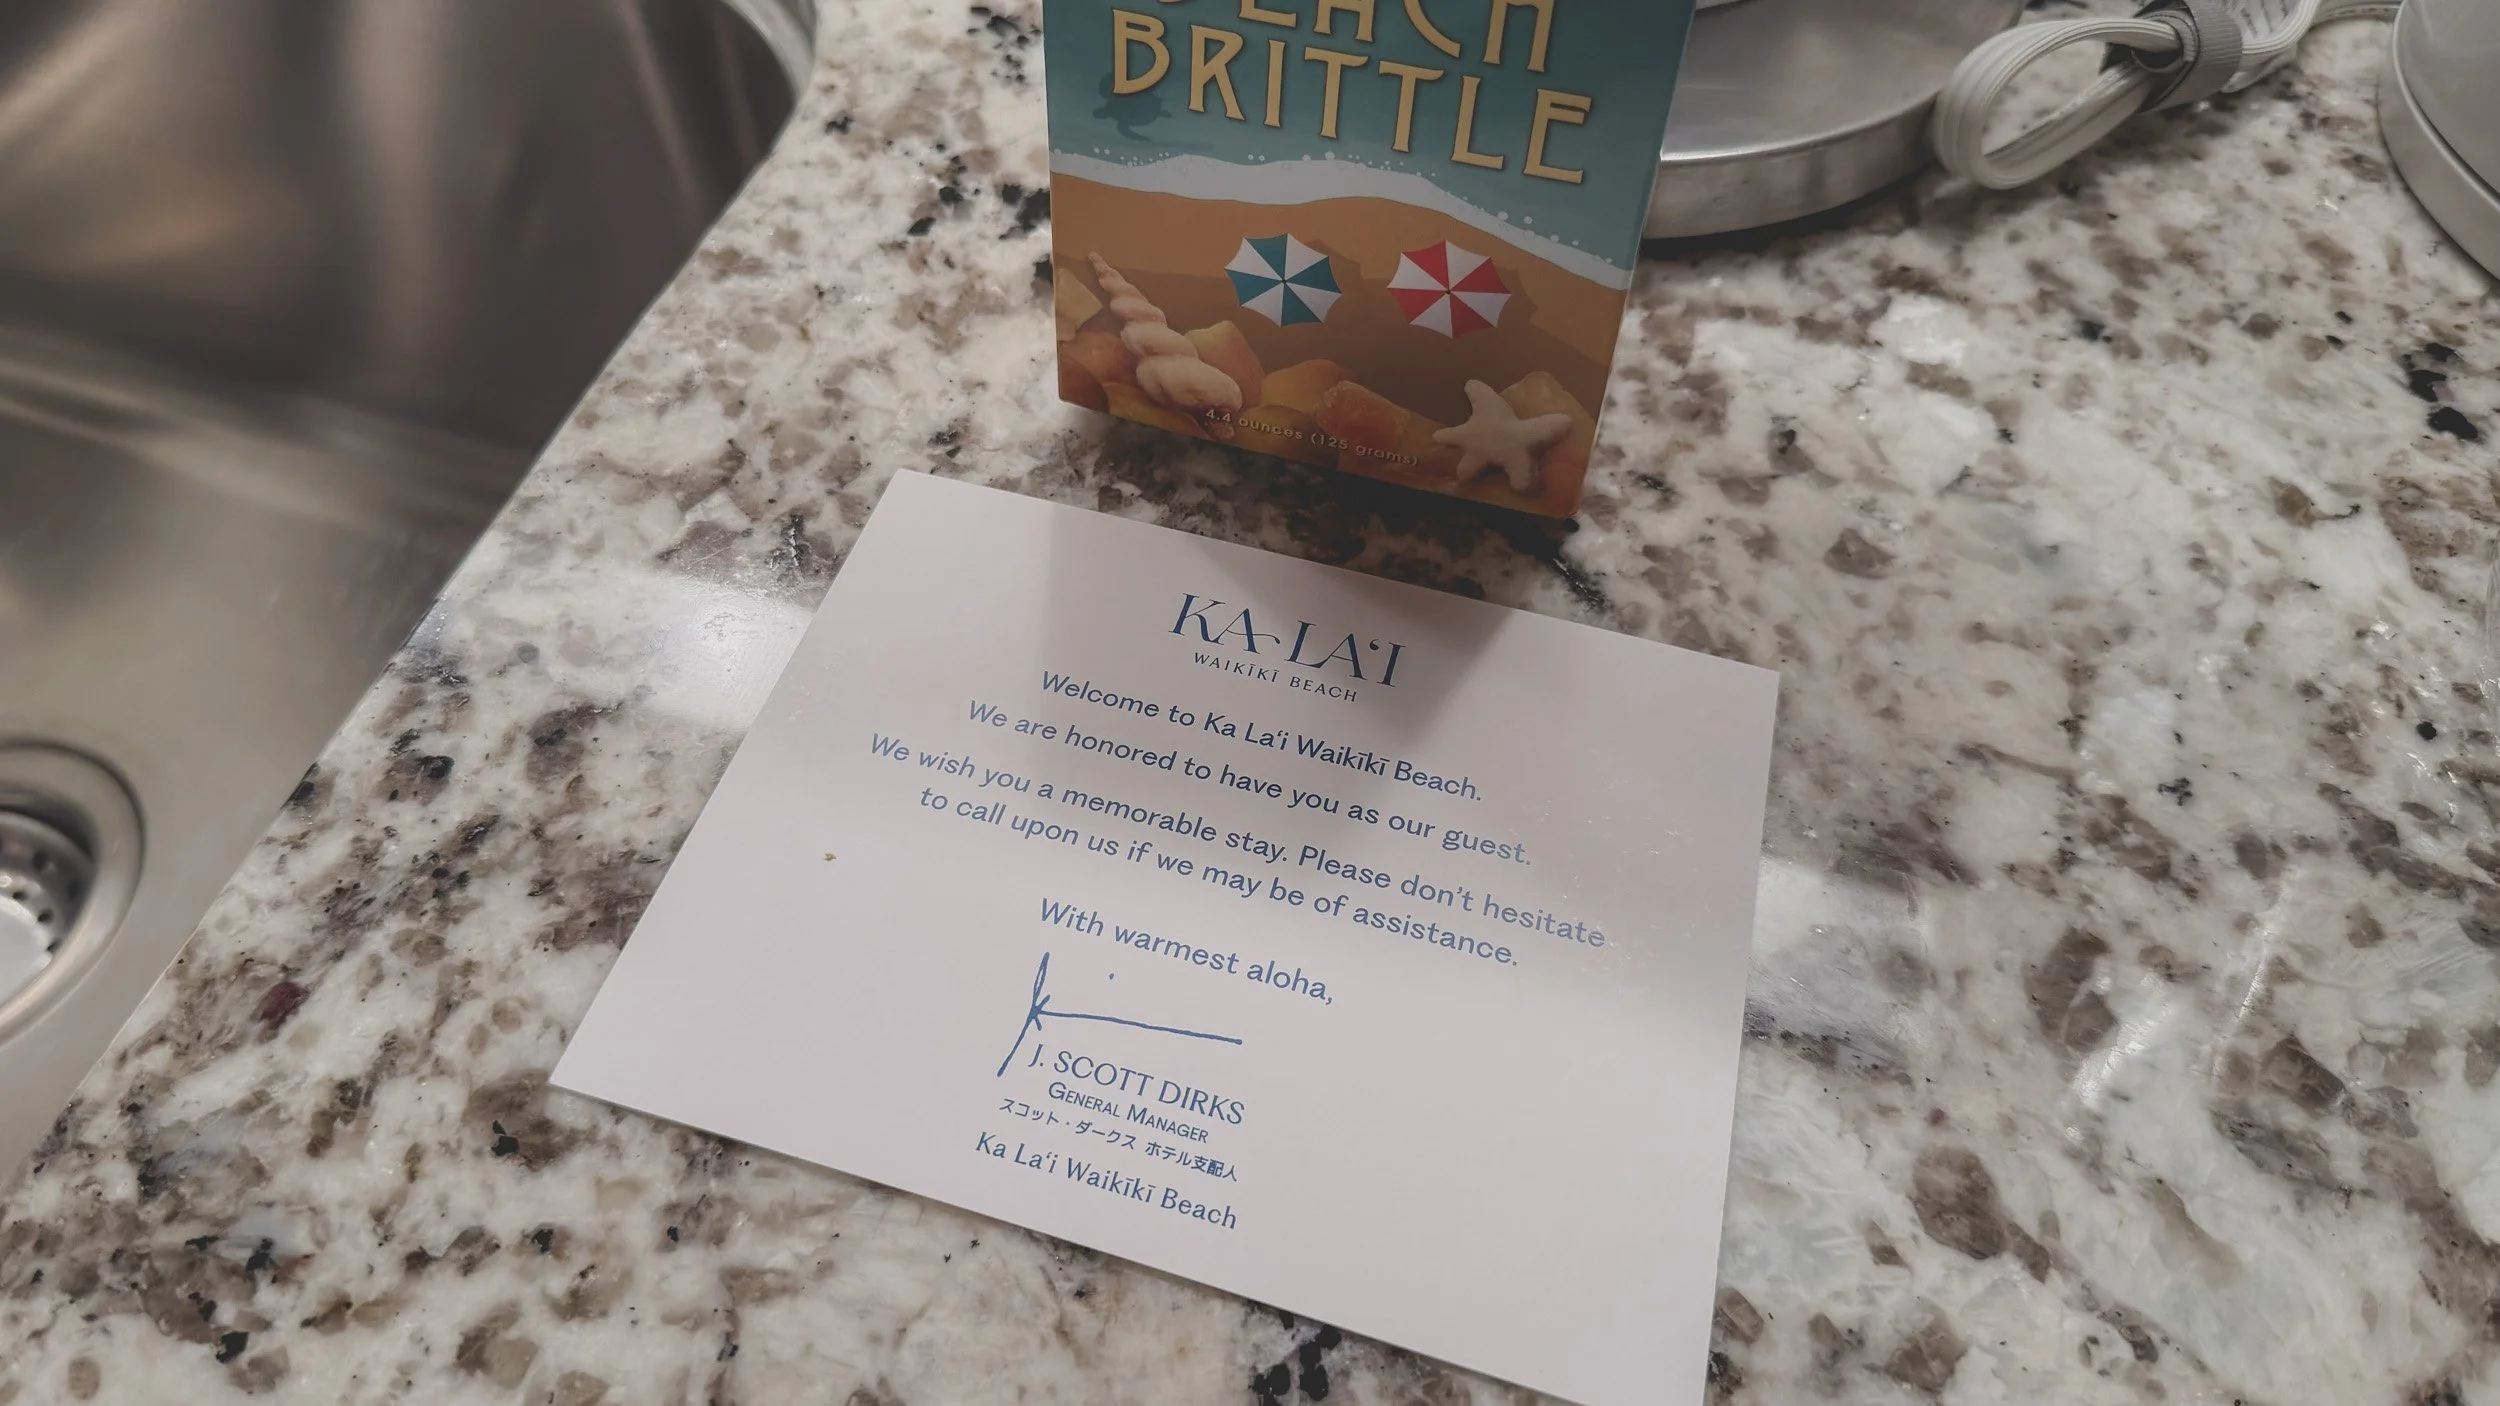 BEACH
BRITTLE
4.4 ounces (125 grams)
KA LAʻI
WAIKĪKĪ BEACH
Welcome to Ka Laʻi Waikīkī Beach.
We are honored to have you as our guest.
We wish you a memorable stay. Please don’t hesitate
to call upon us if we may be of assistance.
With warmest aloha,
J. SCOTT DIRKS
GENERAL MANAGER
スコット・ダークス ホテル支配人
Ka Laʻi Waikīkī Beach